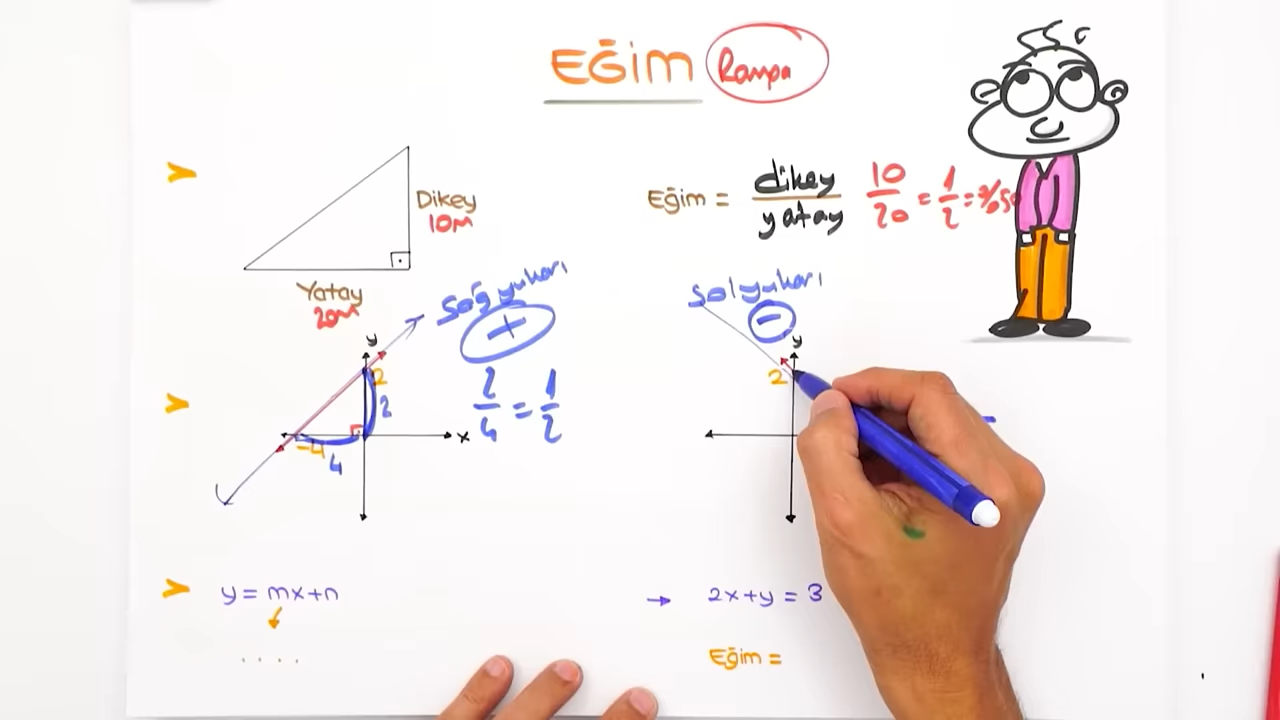 EĞİM Rampa
Dikey
10m
Yatay
20m
Eğim = dikey
yatay
10
20
= 1
2
= %
sağ yukarı
+
y
2
2
-4
4
x
2
4
= 1
2
sol yukarı
-
y
2
y = mx+n
....
→ 2x+y = 3
Eğim =